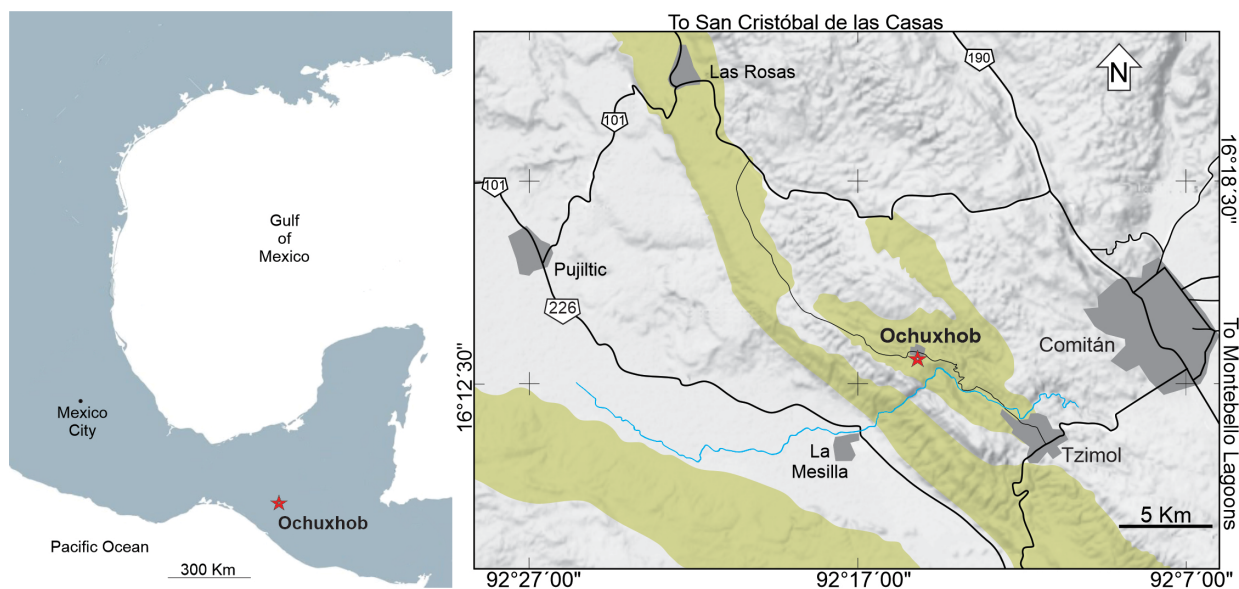 Gulf
of
Mexico
Mexico
City
Ochuxhob
Pacific Ocean
300 Km
To San Cristóbal de las Casas
190
N
Las Rosas
101
101
16°18´30"
Pujiltic
226
Ochuxhob
Comitán
16°12´30"
To Montebello Lagoons
La
Mesilla
Tzimol
5 Km
92°27´00"
92°17´00"
92°7´00"